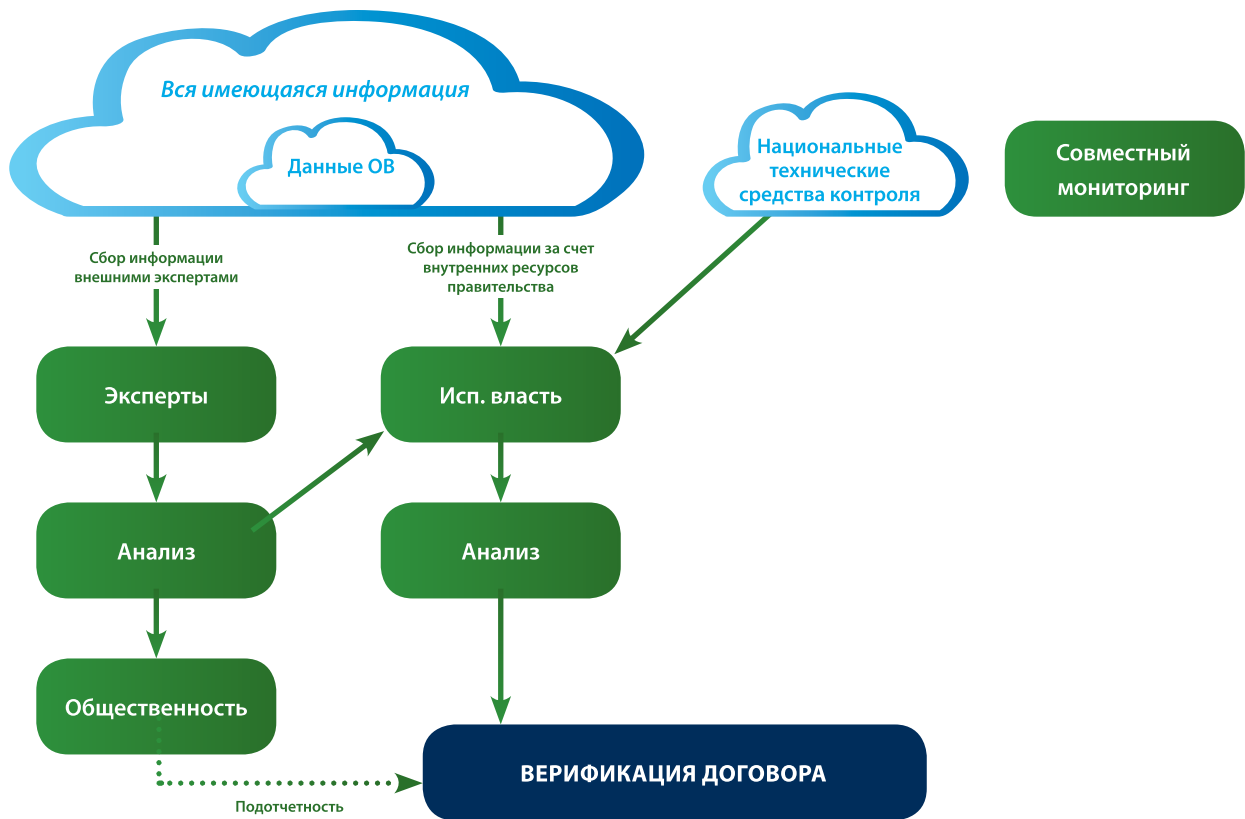 Вся имеющаяся информация
Данные ОВ
Национальные
технические
средства контроля
Совместный
мониторинг
Сбор информации
внешними экспертами
Сбор информации за счет
внутренних ресурсов
правительства
Эксперты
Исп. власть
Анализ
Анализ
Общественность
ВЕРИФИКАЦИЯ ДОГОВОРА
Подотчетность